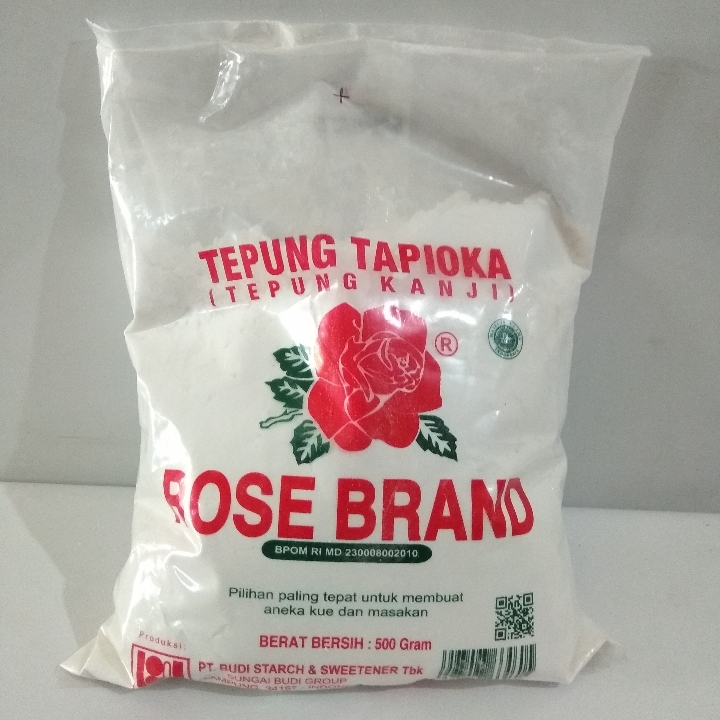 TEPUNG TAPIOKA
(TEPUNG KANJI)
®
ROSE BRAND
BPOM RI MD 230008002010
Pilihan paling tepat untuk membuat
aneka kue dan masakan
BERAT BERSIH : 500 Gram
Produksi:
PT. BUDI STARCH & SWEETENER Tbk
SUNGAI BUDI GROUP